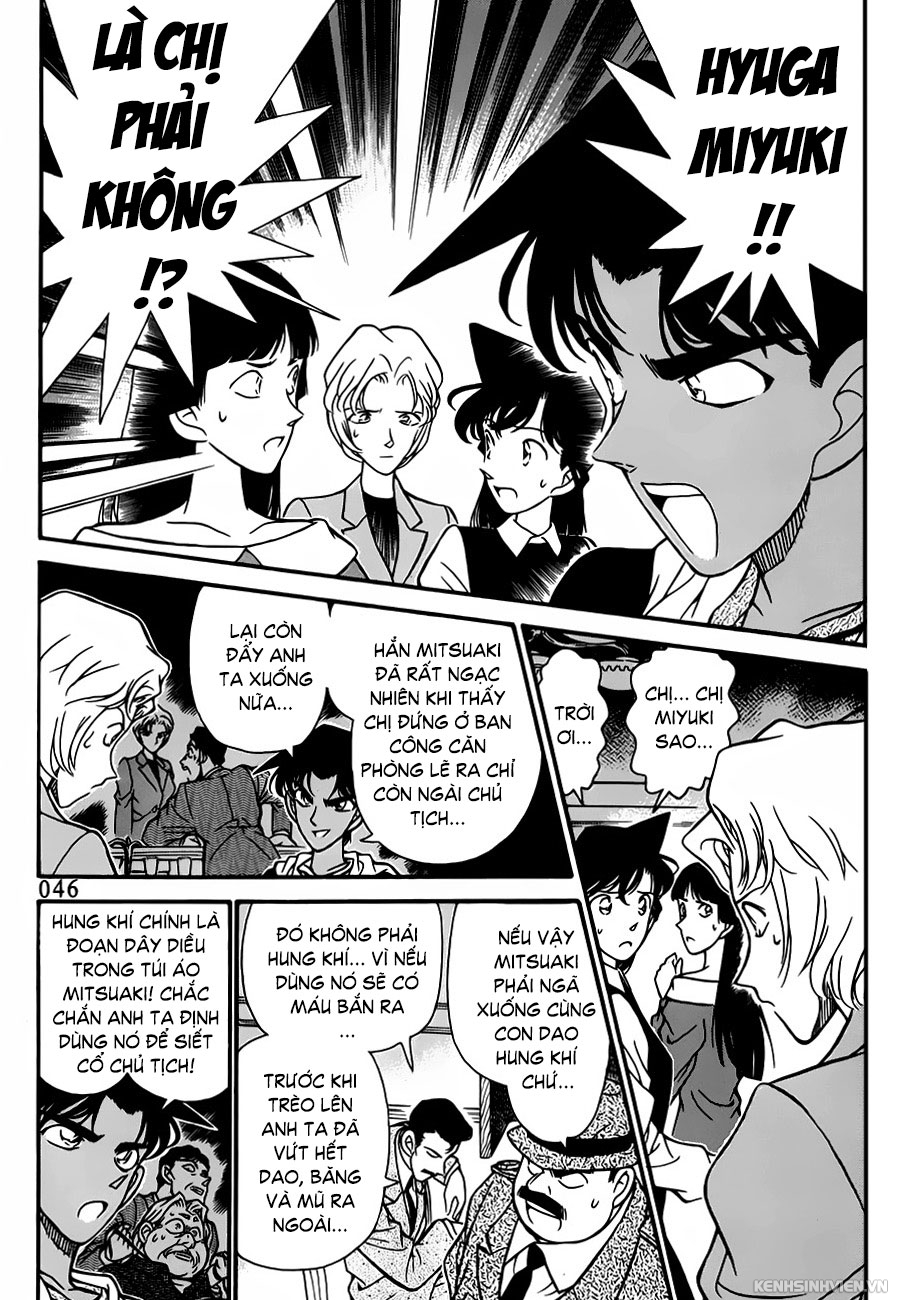 HYUGA
MIYUKI
!!
LÀ CHỊ
PHẢI
KHÔNG
!?
CHỊ... CHỊ
MIYUKI
SAO...
TRỜI
ƠI...
HẮN MITSUAKI
ĐÃ RẤT NGẠC
NHIÊN KHI THẤY
CHỊ ĐỨNG Ở BAN
CÔNG CĂN
PHÒNG LẼ RA CHỈ
CÒN NGÀI CHỦ
TỊCH...
LẠI CÒN
ĐẨY ANH
TA XUỐNG
NỮA...
046
NẾU VẬY
MITSUAKI
PHẢI NGÃ
XUỐNG CÙNG
CON DAO
HUNG KHÍ
CHỨ...
ĐÓ KHÔNG PHẢI
HUNG KHÍ... VÌ NẾU
DÙNG NÓ SẼ CÓ
MÁU BẮN RA
...
TRƯỚC KHI
TRÈO LÊN
ANH TA ĐÃ
VỨT HẾT
DAO, BĂNG
VÀ MŨ RA
NGOÀI...
HUNG KHÍ CHÍNH LÀ
ĐOẠN DÂY DIỀU
TRONG TÚI ÁO
MITSUAKI! CHẮC
CHẮN ANH TA ĐỊNH
DÙNG NÓ ĐỂ SIẾT
CỔ CHỦ TỊCH!
KENHSINHVIEN.VN